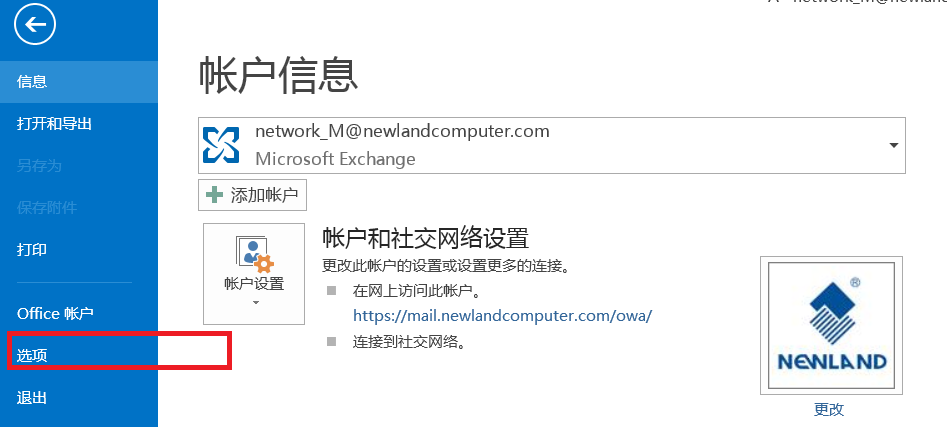 信息
打开和导出
另存为
保存附件
打印
Office 帐户
选项
退出
帐户信息
network_M@newlandcomputer.com
Microsoft Exchange
添加帐户
帐户设置
帐户和社交网络设置
更改此帐户的设置或设置更多的连接。
在网上访问此帐户。
https://mail.newlandcomputer.com/owa/
连接到社交网络。
®
NEWLAND
更改